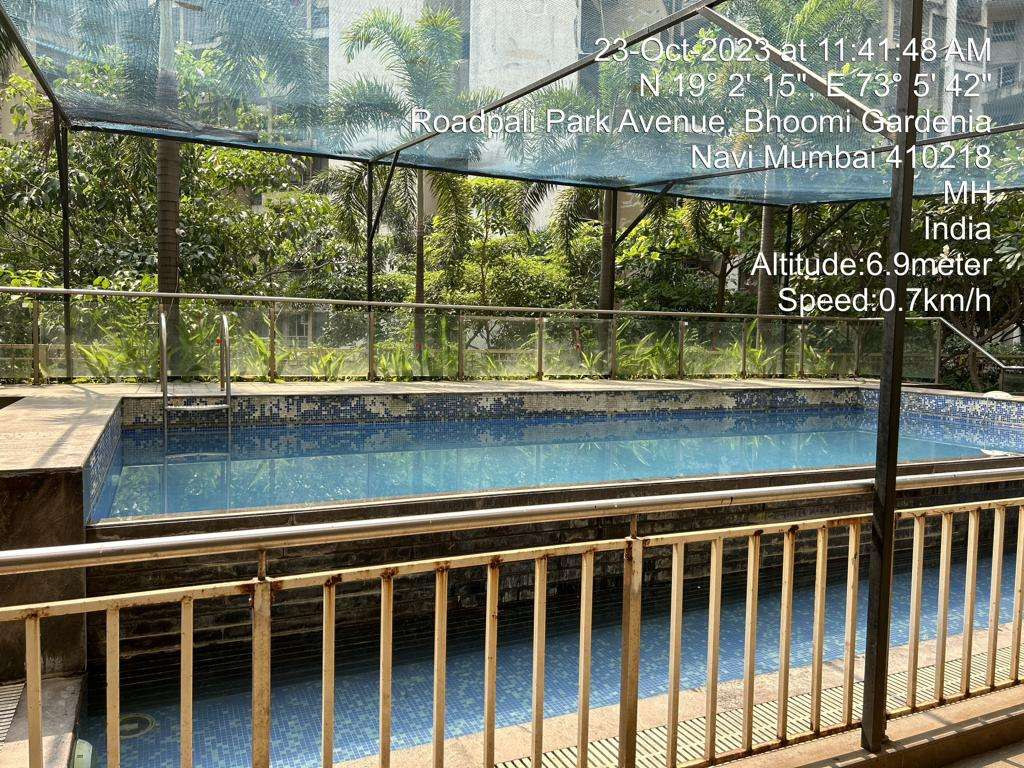 23-Oct-2023 at 11:41:48 AM
N 19° 2' 15", E 73° 5' 42"
Roadpali Park Avenue, Bhoomi Gardenia
Navi Mumbai 410218
MH
India
Altitude:6.9meter
Speed:0.7km/h